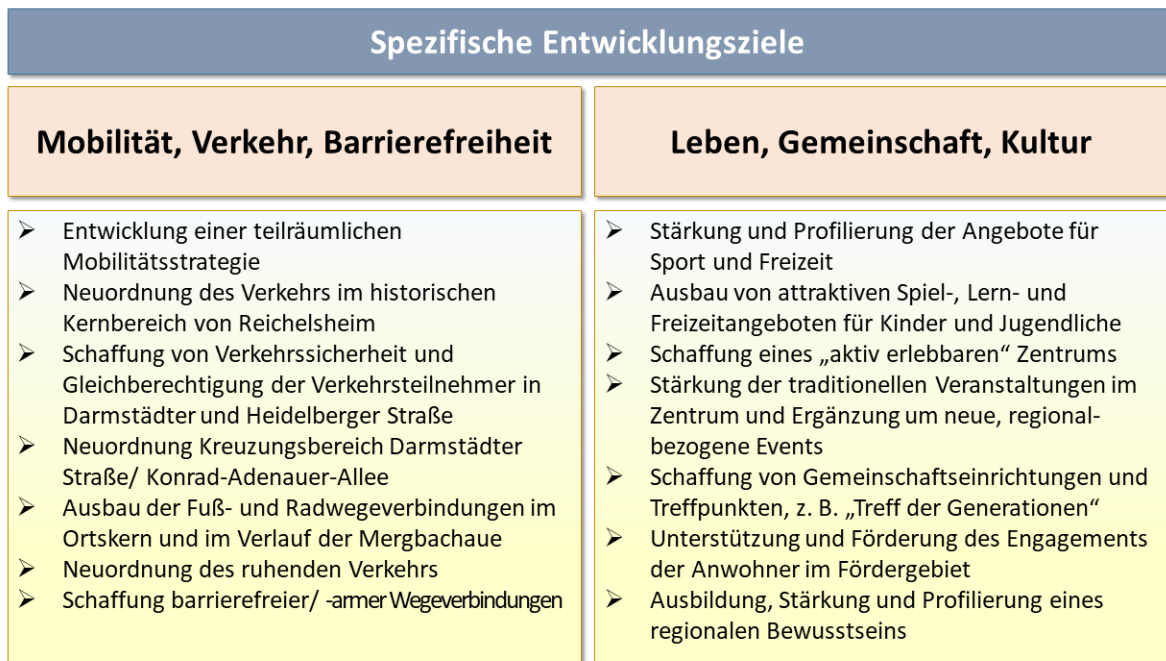 Spezifische Entwicklungsziele
Mobilität, Verkehr, Barrierefreiheit
➢ Entwicklung einer teilräumlichen
Mobilitätsstrategie
➢ Neuordnung des Verkehrs im historischen
Kernbereich von Reichelsheim
➢ Schaffung von Verkehrssicherheit und
Gleichberechtigung der Verkehrsteilnehmer in
Darmstädter und Heidelberger Straße
➢ Neuordnung Kreuzungsbereich Darmstädter
Straße/ Konrad-Adenauer-Allee
➢ Ausbau der Fuß- und Radwegeverbindungen im
Ortskern und im Verlauf der Mergbachaue
➢ Neuordnung des ruhenden Verkehrs
➢ Schaffung barrierefreier/ -armer Wegeverbindungen
Leben, Gemeinschaft, Kultur
➢ Stärkung und Profilierung der Angebote für
Sport und Freizeit
➢ Ausbau von attraktiven Spiel-, Lern- und
Freizeitangeboten für Kinder und Jugendliche
➢ Schaffung eines „aktiv erlebbaren“ Zentrums
➢ Stärkung der traditionellen Veranstaltungen im
Zentrum und Ergänzung um neue, regional-
bezogene Events
➢ Schaffung von Gemeinschaftseinrichtungen und
Treffpunkten, z. B. „Treff der Generationen“
➢ Unterstützung und Förderung des Engagements
der Anwohner im Fördergebiet
➢ Ausbildung, Stärkung und Profilierung eines
regionalen Bewusstseins